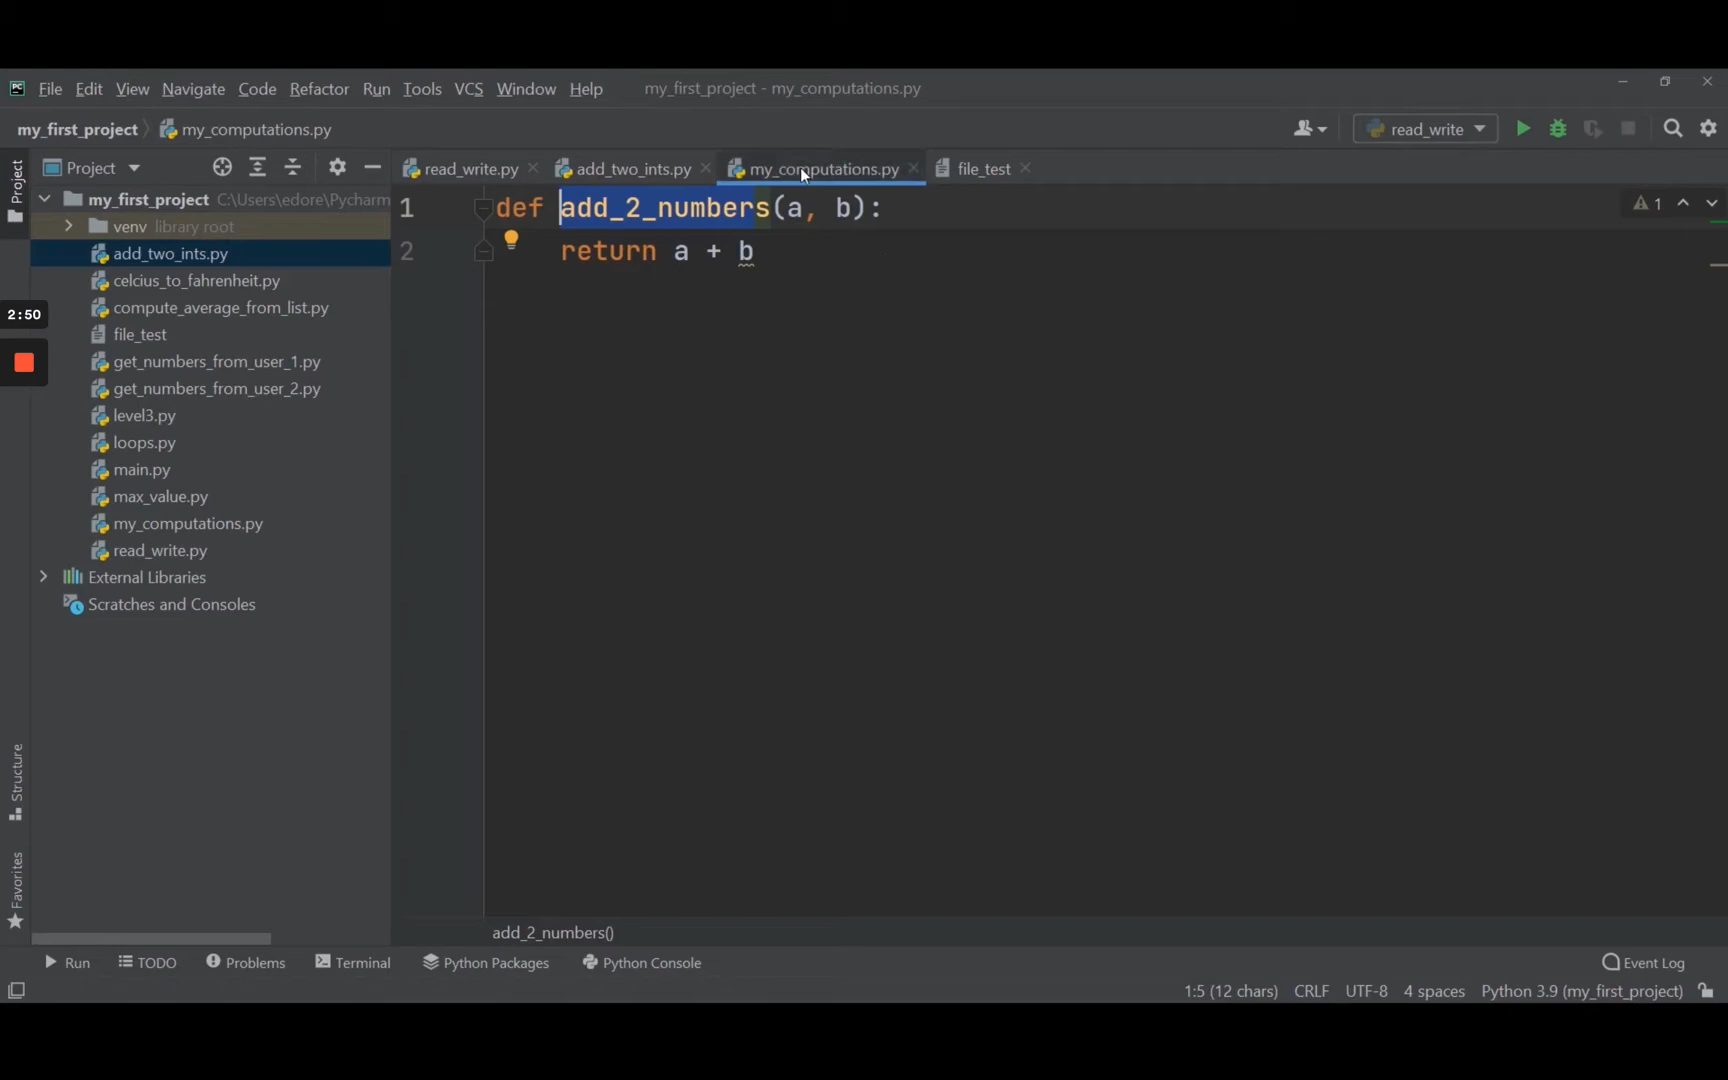 PC File Edit View Navigate Code Refactor Run Tools VCS Window Help my_first_project - my_computations.py
my_first_project my_computations.py read_write
Project Project read_write.py add_two_ints.py my_computations.py file_test
my_first_project C:\Users\edore\Pycharm
venv library root
add_two_ints.py
celcius_to_fahrenheit.py
compute_average_from_list.py
file_test
get_numbers_from_user_1.py
get_numbers_from_user_2.py
level3.py
loops.py
main.py
max_value.py
my_computations.py
read_write.py
External Libraries
Scratches and Consoles
2:50
1 def add_2_numbers(a, b): 1
2 return a + b
Structure
Favorites
add_2_numbers()
Run TODO Problems Terminal Python Packages Python Console Event Log
1:5 (12 chars) CRLF UTF-8 4 spaces Python 3.9 (my_first_project)